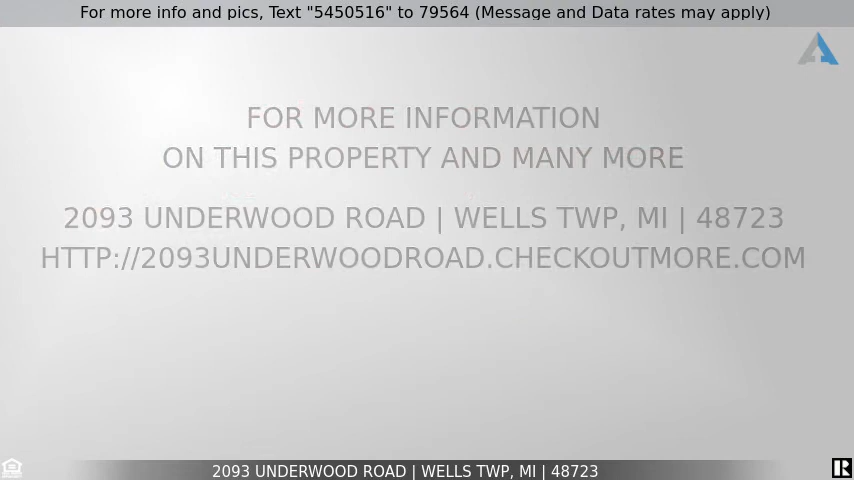 For more info and pics, Text "5450516" to 79564 (Message and Data rates may apply)
FOR MORE INFORMATION
ON THIS PROPERTY AND MANY MORE
2093 UNDERWOOD ROAD | WELLS TWP, MI | 48723
HTTP://2093UNDERWOODROAD.CHECKOUTMORE.COM
2093 UNDERWOOD ROAD | WELLS TWP, MI | 48723